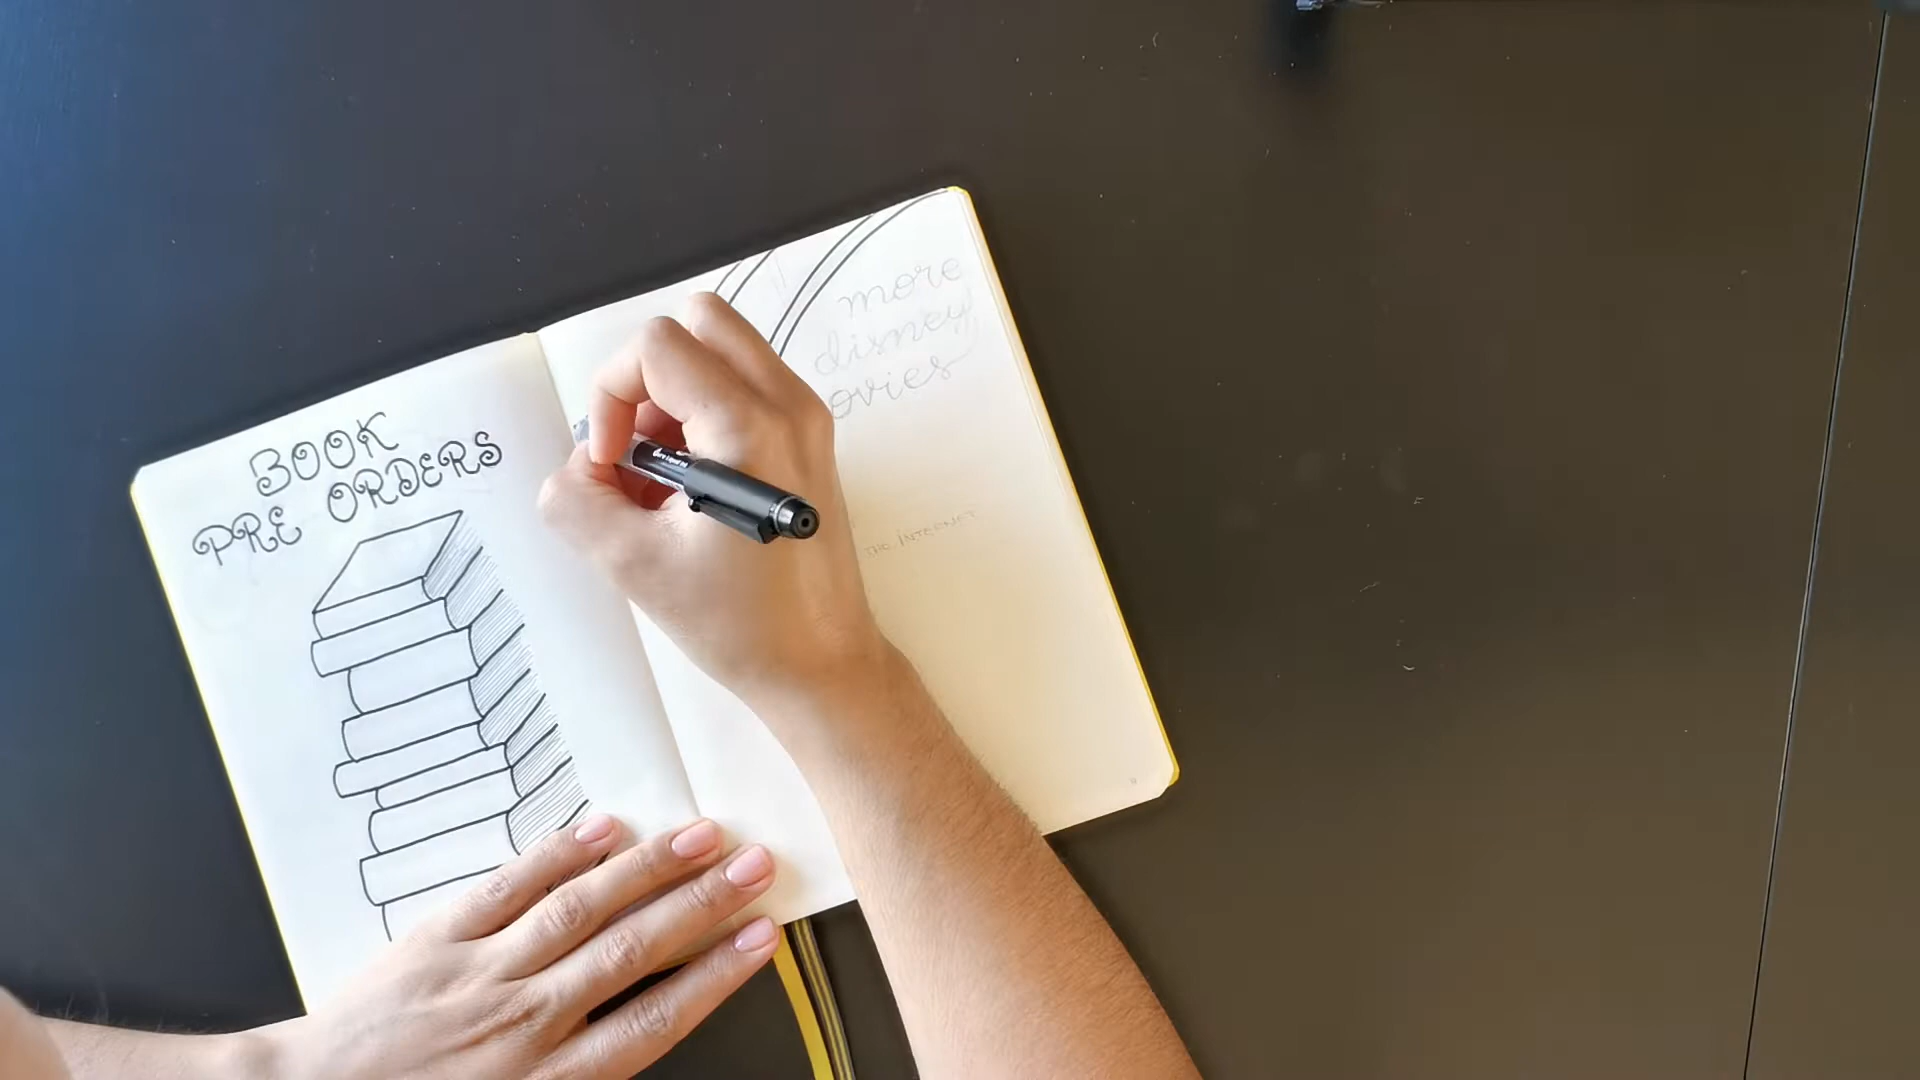 BOOK
PRE ORDERS
more
disney
ovies
THE INTERNET